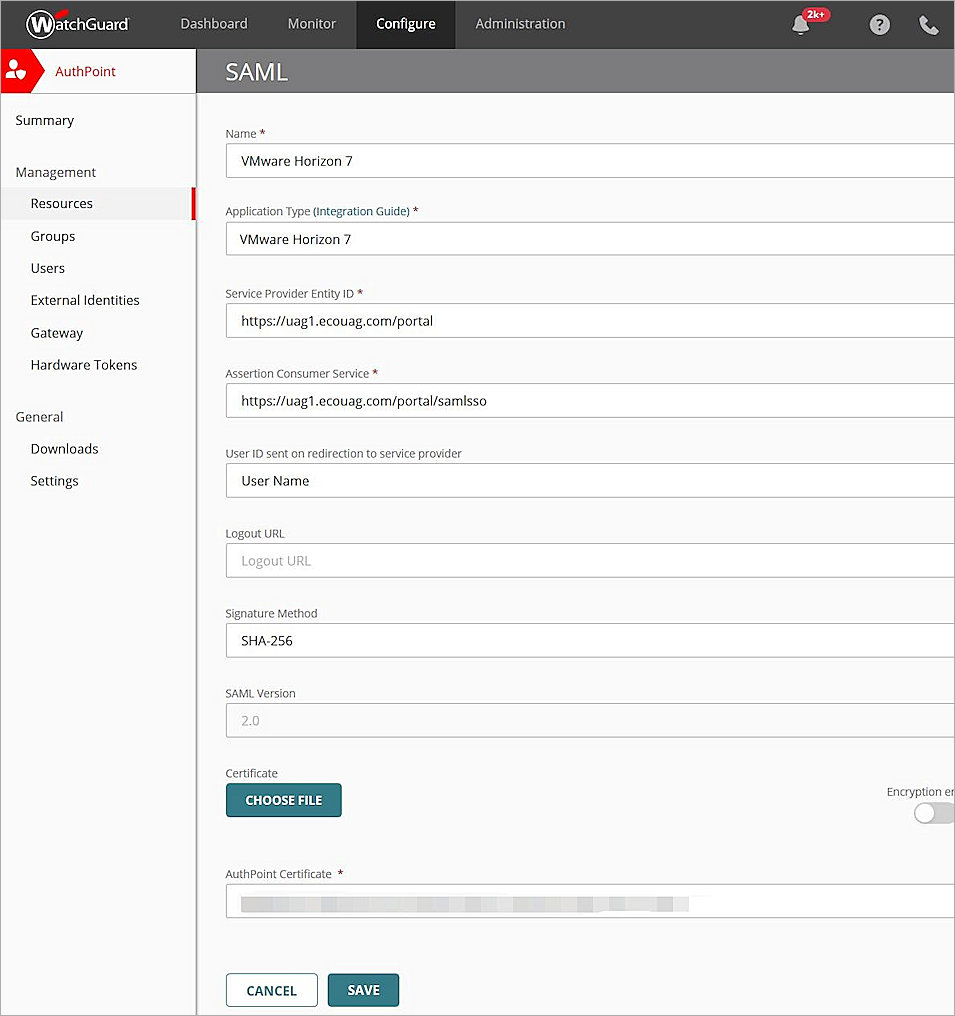 WatchGuard Dashboard Monitor Configure Administration 2k+ ?
AuthPoint
SAML
Summary
Management
Resources
Groups
Users
External Identities
Gateway
Hardware Tokens
General
Downloads
Settings
Name *
VMware Horizon 7
Application Type (Integration Guide) *
VMware Horizon 7
Service Provider Entity ID *
https://uag1.ecouag.com/portal
Assertion Consumer Service *
https://uag1.ecouag.com/portal/samlsso
User ID sent on redirection to service provider
User Name
Logout URL
Logout URL
Signature Method
SHA-256
SAML Version
2.0
Certificate
CHOOSE FILE
Encryption
AuthPoint Certificate *
CANCEL SAVE